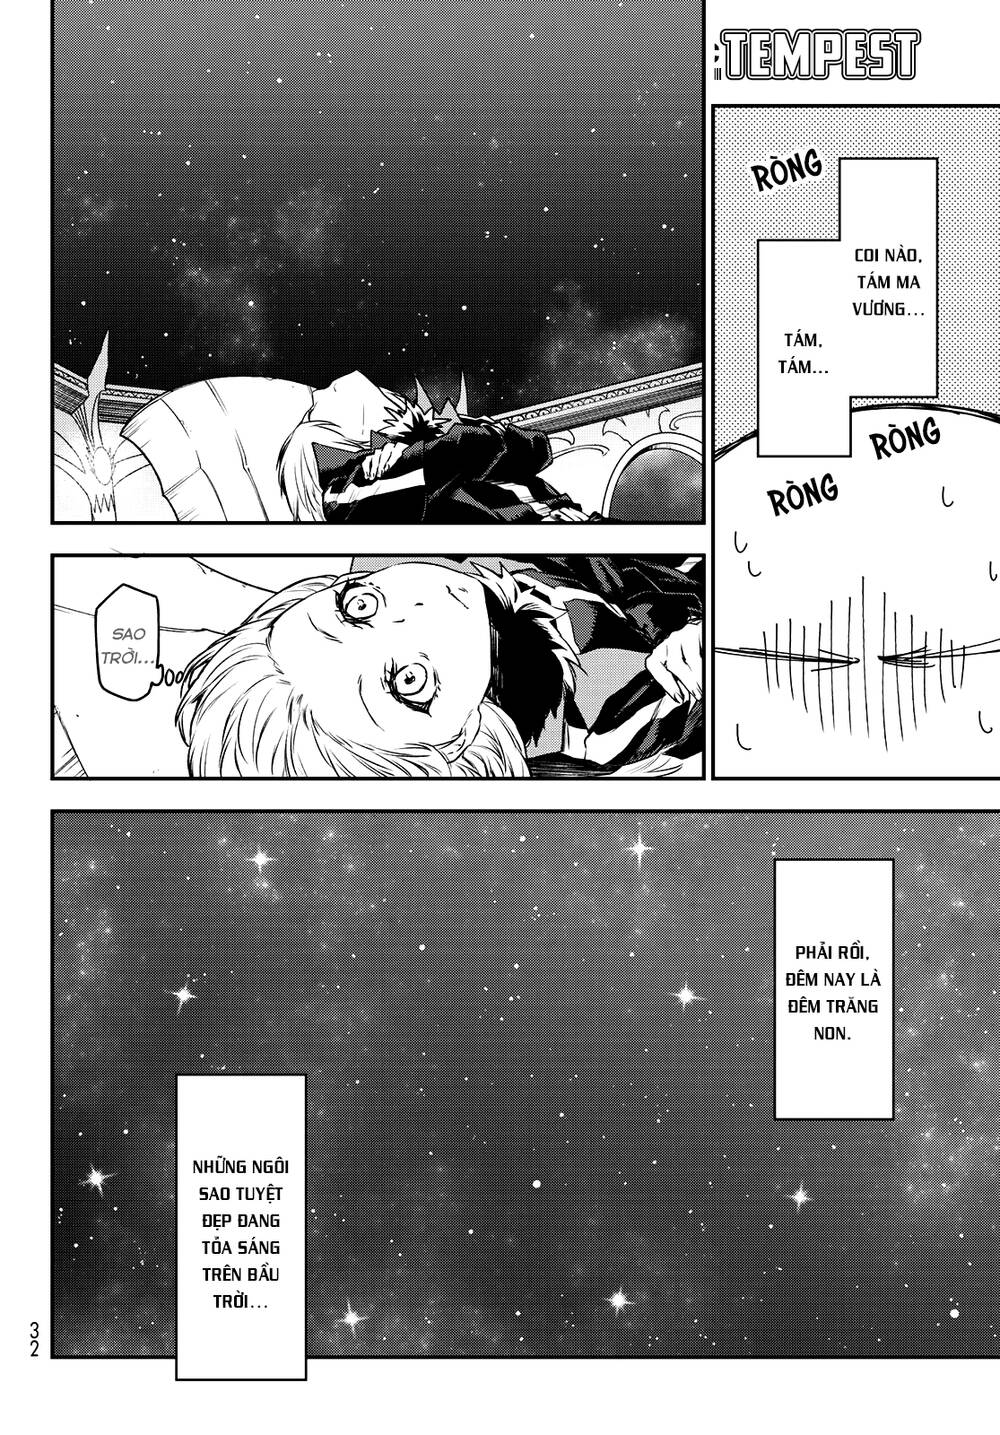 TEMPEST
RÒNG
COI NÀO,
TÁM MA
VƯƠNG...
TÁM,
TÁM...
RÒNG
RÒNG
SAO
TRỜI...
PHẢI RỒI,
ĐÊM NAY LÀ
ĐÊM TRĂNG
NON.
NHỮNG NGÔI
SAO TUYỆT
ĐẸP ĐANG
TỎA SÁNG
TRÊN BẦU
TRỜI...
32